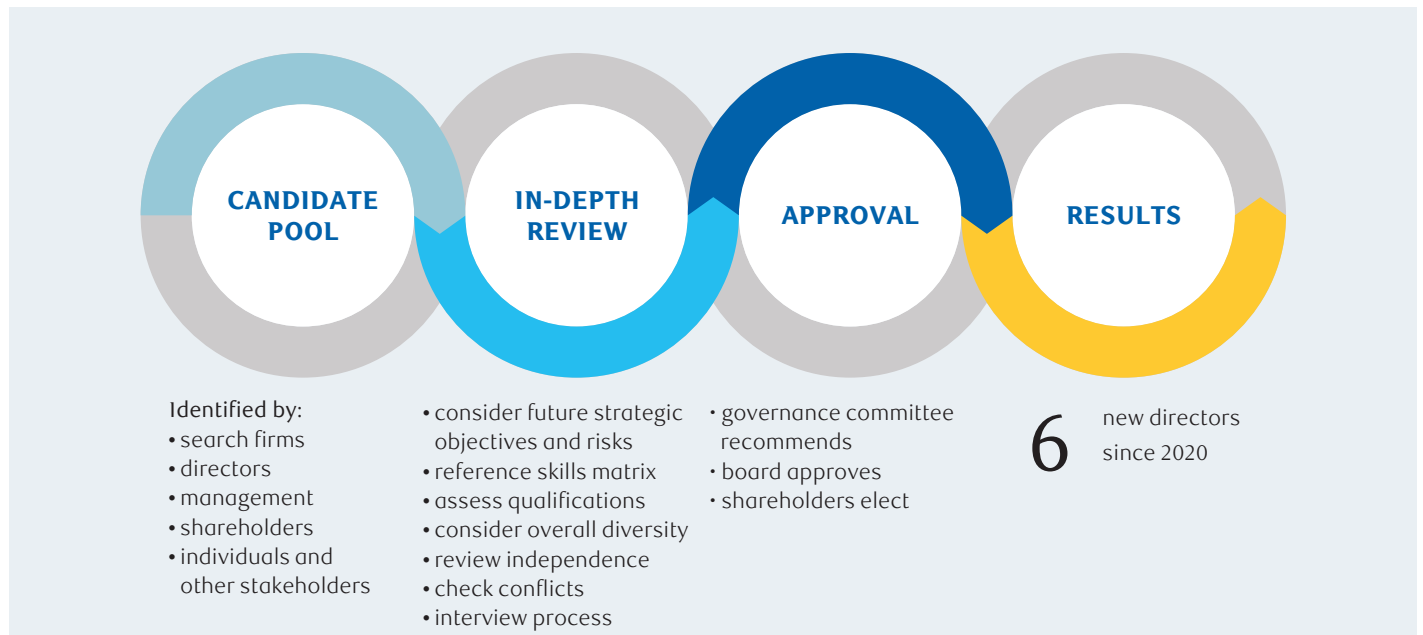 CANDIDATE
POOL
IN-DEPTH
REVIEW
APPROVAL
RESULTS
Identified by:
• search firms
• directors
• management
• shareholders
• individuals and
other stakeholders
• consider future strategic
objectives and risks
• reference skills matrix
• assess qualifications
• consider overall diversity
• review independence
• check conflicts
• interview process
• governance committee
recommends
• board approves
• shareholders elect
6 new directors
since 2020